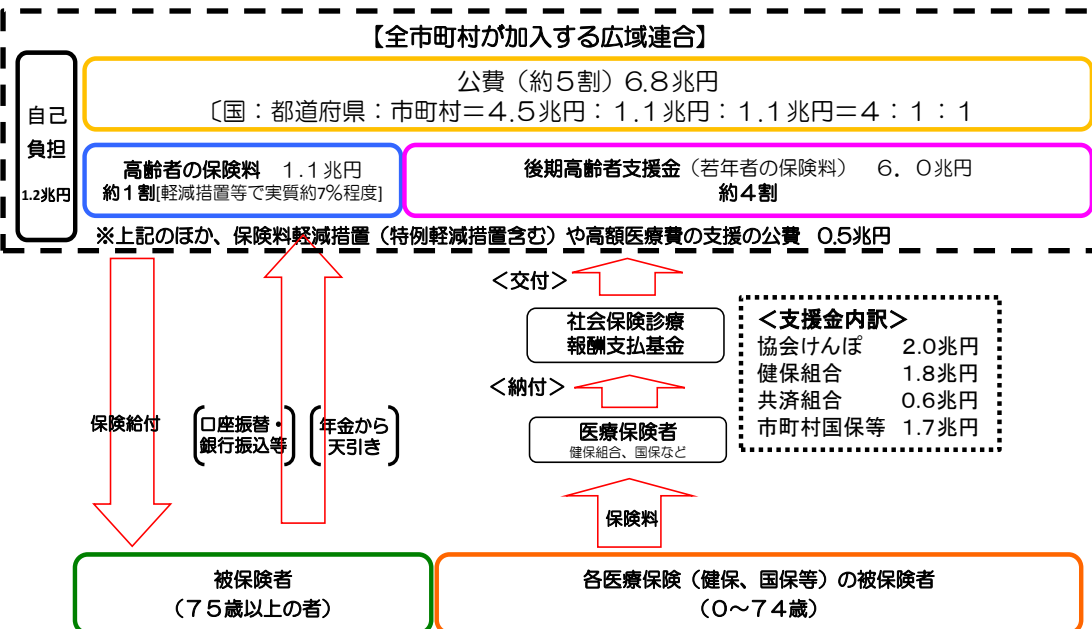 【全市町村が加入する広域連合】
自己
負担
1.2兆円
公費（約５割）６.８兆円
〔国：都道府県：市町村＝４.５兆円：１.１兆円：１.１兆円＝４：１：１
高齢者の保険料　１.１兆円
約１割[軽減措置等で実質約7％程度]
後期高齢者支援金（若年者の保険料）　６．０兆円
約４割
※上記のほか、保険料軽減措置（特例軽減措置含む）や高額医療費の支援の公費　0.5兆円
＜交付＞
社会保険診療
報酬支払基金
＜納付＞
医療保険者
健保組合、国保など
保険料
＜支援金内訳＞
協会けんぽ　2.0兆円
健保組合　1.8兆円
共済組合　0.6兆円
市町村国保等　1.7兆円
保険給付
口座振替・
銀行振込等
年金から
天引き
被保険者
（７５歳以上の者）
各医療保険（健保、国保等）の被保険者
（０～７４歳）